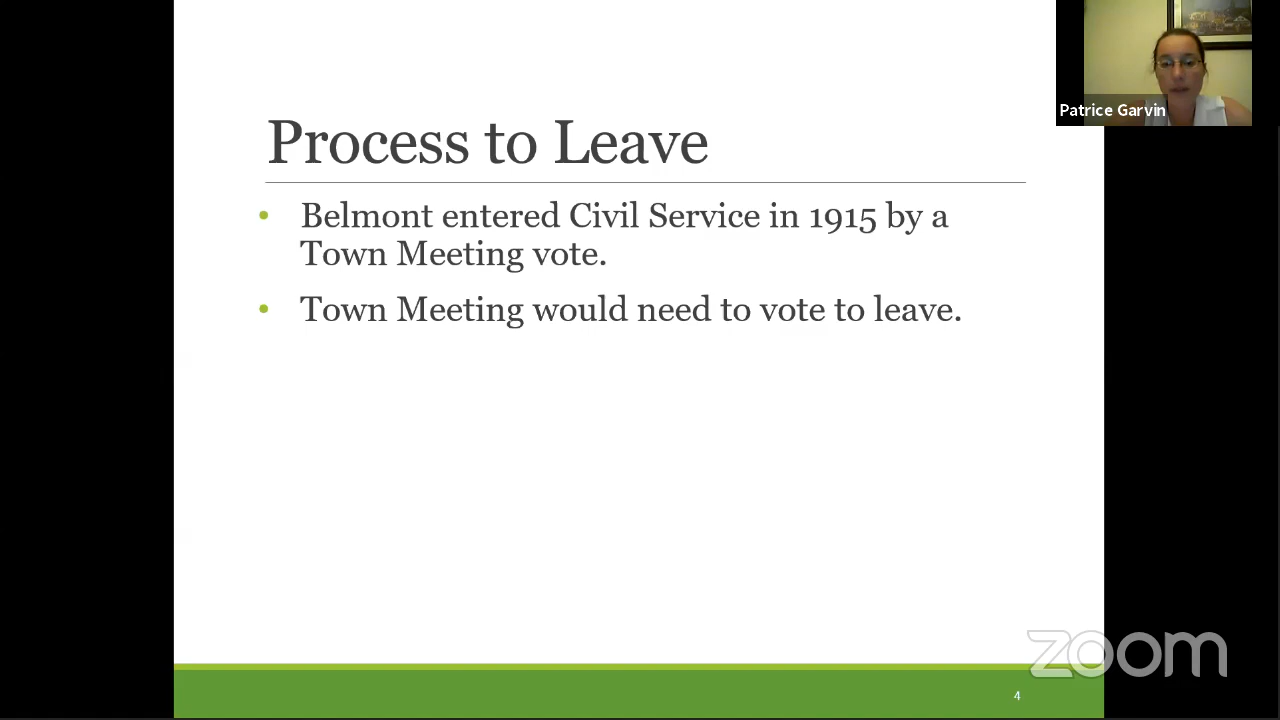 Patrice Garvin
Process to Leave
• Belmont entered Civil Service in 1915 by a
Town Meeting vote.
• Town Meeting would need to vote to leave.
zoom
4